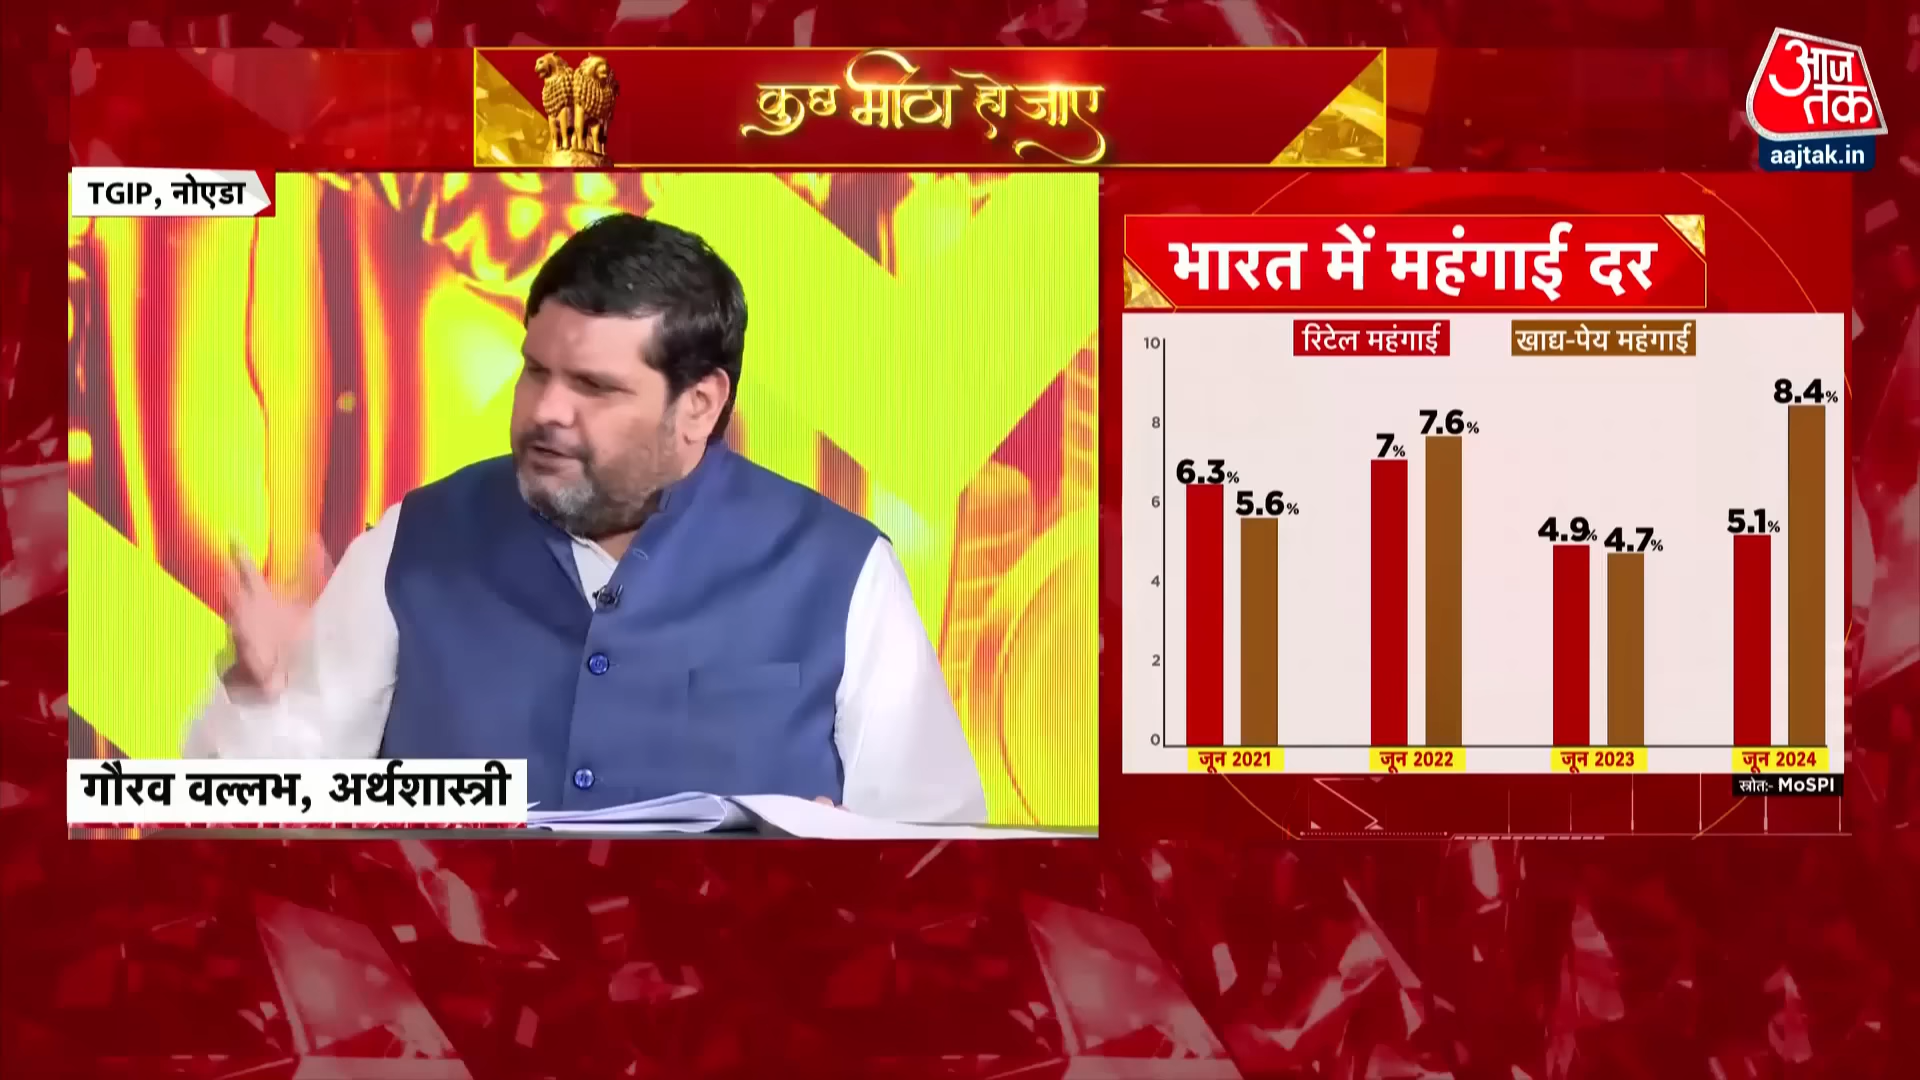 कुछ मीठा हो जाए
आज
तक
aajtak.in
TGIP, नोएडा
भारत में महंगाई दर
रिटेल महंगाई
खाद्य-पेय महंगाई
10
8
6
4
2
0
6.3%
5.6%
7%
7.6%
4.9%
4.7%
5.1%
8.4%
जून 2021
जून 2022
जून 2023
जून 2024
स्रोत:- MoSPI
गौरव वल्लभ, अर्थशास्त्री